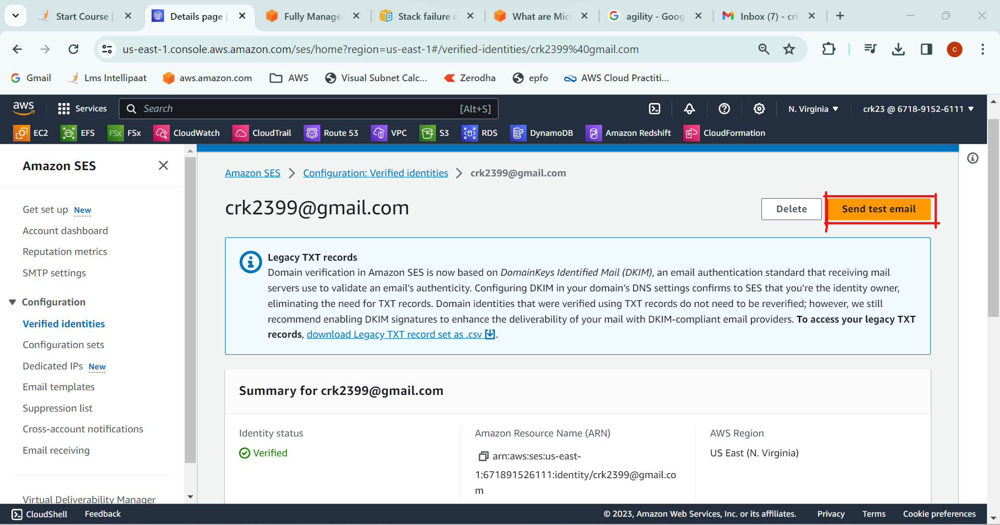 Start Course
Details page
Fully Manage
Stack failure
What are Mic
agility - Goog
Inbox (7) - crk
us-east-1.console.aws.amazon.com/ses/home?region=us-east-1#/verified-identities/crk2399%40gmail.com
c
Gmail
Lms Intellipaat
aws.amazon.com
AWS
Visual Subnet Calc...
Zerodha
epfo
AWS Cloud Practiti...
aws
Services
Search
[Alt+S]
N. Virginia
crk23 @ 6718-9152-6111
EC2
EFS
FSx
FSx
CloudWatch
CloudTrail
53
Route 53
VPC
S3
RDS
DynamoDB
Amazon Redshift
CloudFormation
Amazon SES
Get set up New
Account dashboard
Reputation metrics
SMTP settings
Configuration
Verified identities
Configuration sets
Dedicated IPs New
Email templates
Suppression list
Cross-account notifications
Email receiving
Virtual Deliverability Manager
Amazon SES
Configuration: Verified identities
crk2399@gmail.com
crk2399@gmail.com
Delete
Send test email
Legacy TXT records
Domain verification in Amazon SES is now based on DomainKeys Identified Mail (DKIM), an email authentication standard that receiving mail
servers use to validate an email's authenticity. Configuring DKIM in your domain's DNS settings confirms to SES that you're the identity owner,
eliminating the need for TXT records. Domain identities that were verified using TXT records do not need to be reverified; however, we still
recommend enabling DKIM signatures to enhance the deliverability of your mail with DKIM-compliant email providers. To access your legacy TXT
records, download Legacy TXT record set as .csv.
Summary for crk2399@gmail.com
Identity status
Verified
Amazon Resource Name (ARN)
arn:aws:ses:us-east-
1:671891526111:identity/crk2399@gmail.co
m
AWS Region
US East (N. Virginia)
CloudShell
Feedback
© 2023, Amazon Web Services, Inc. or its affiliates.
Privacy
Terms
Cookie preferences